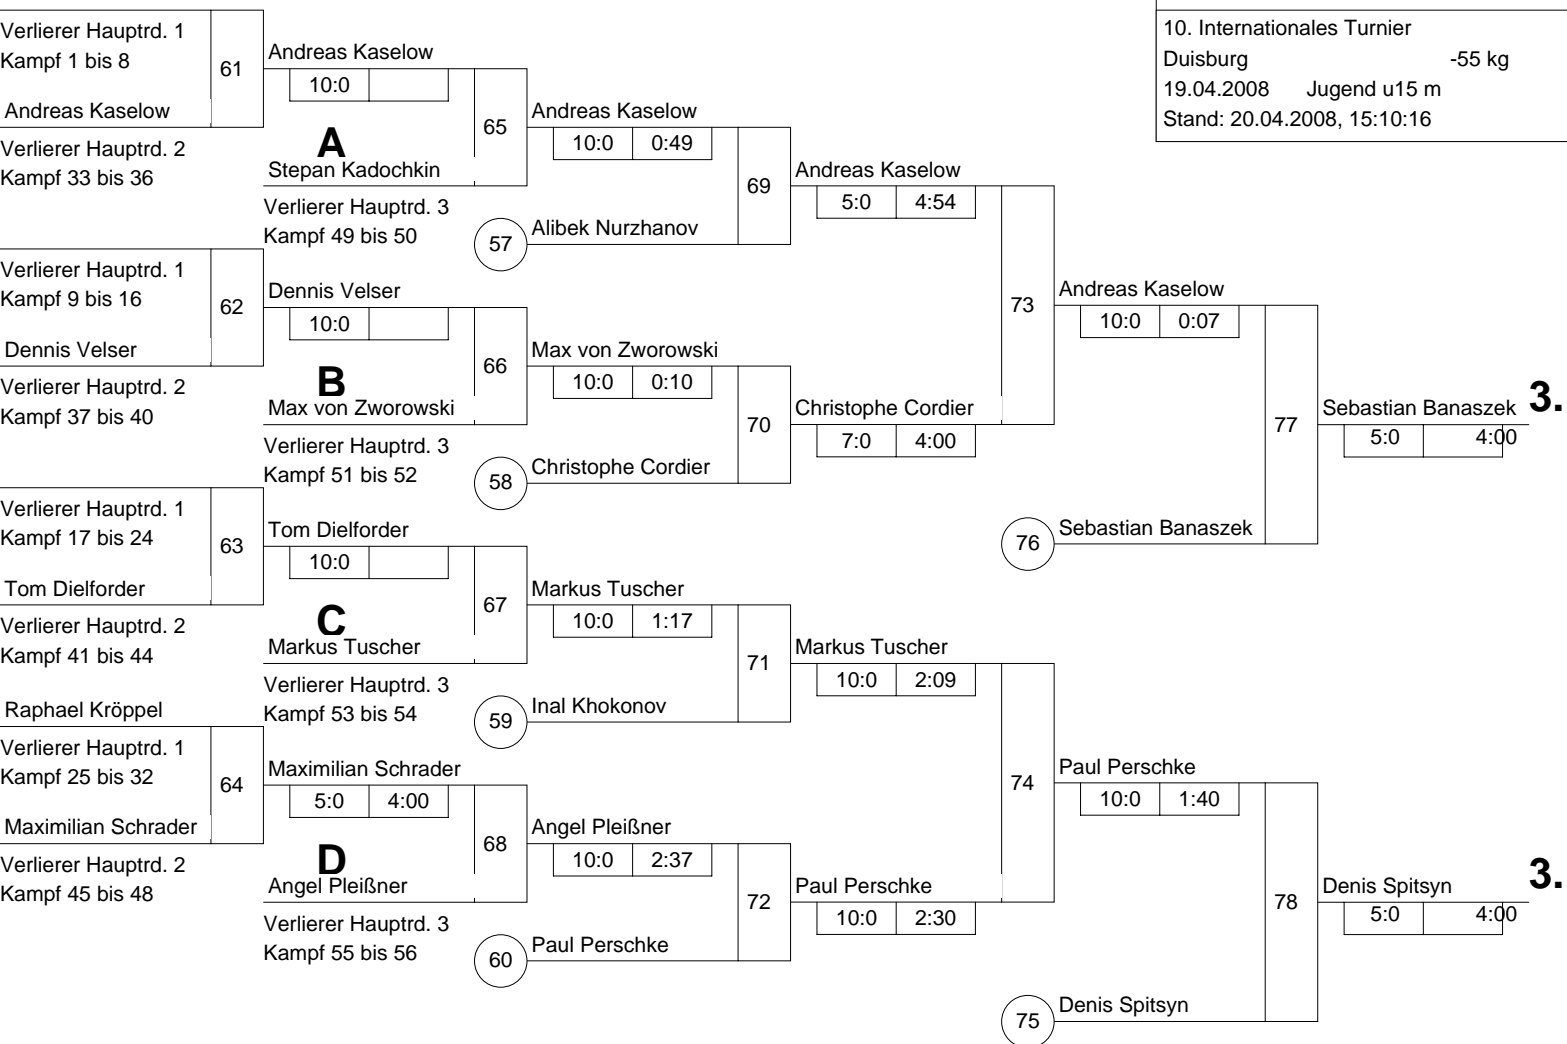 10. Internationales Turnier
Duisburg -55 kg
19.04.2008 Jugend u15 m
Stand: 20.04.2008, 15:10:16
Verlierer Hauptrd. 1
Kampf 1 bis 8
61
Andreas Kaselow
Verlierer Hauptrd. 2
Kampf 33 bis 36
Verlierer Hauptrd. 1
Kampf 9 bis 16
62
Dennis Velser
Verlierer Hauptrd. 2
Kampf 37 bis 40
Verlierer Hauptrd. 1
Kampf 17 bis 24
63
Tom Dielforder
Verlierer Hauptrd. 2
Kampf 41 bis 44
Raphael Kröppel
Verlierer Hauptrd. 1
Kampf 25 bis 32
64
Maximilian Schrader
Verlierer Hauptrd. 2
Kampf 45 bis 48
Andreas Kaselow
10:0
65
A
Stepan Kadochkin
Verlierer Hauptrd. 3
Kampf 49 bis 50
Dennis Velser
10:0
66
B
Max von Zworowski
Verlierer Hauptrd. 3
Kampf 51 bis 52
Tom Dielforder
10:0
67
C
Markus Tuscher
Verlierer Hauptrd. 3
Kampf 53 bis 54
Maximilian Schrader
5:0 4:00
68
D
Angel Pleißner
Verlierer Hauptrd. 3
Kampf 55 bis 56
Andreas Kaselow
10:0 0:49
69
57 Alibek Nurzhanov
Max von Zworowski
10:0 0:10
70
58 Christophe Cordier
Markus Tuscher
10:0 1:17
71
59 Inal Khokonov
Angel Pleißner
10:0 2:37
72
60 Paul Perschke
Andreas Kaselow
5:0 4:54
73
Christophe Cordier
7:0 4:00
Markus Tuscher
10:0 2:09
74
Paul Perschke
10:0 2:30
Andreas Kaselow
10:0 0:07
77
76 Sebastian Banaszek
Paul Perschke
10:0 1:40
78
75 Denis Spitsyn
Sebastian Banaszek 3.
5:0 4:00
Denis Spitsyn 3.
5:0 4:00